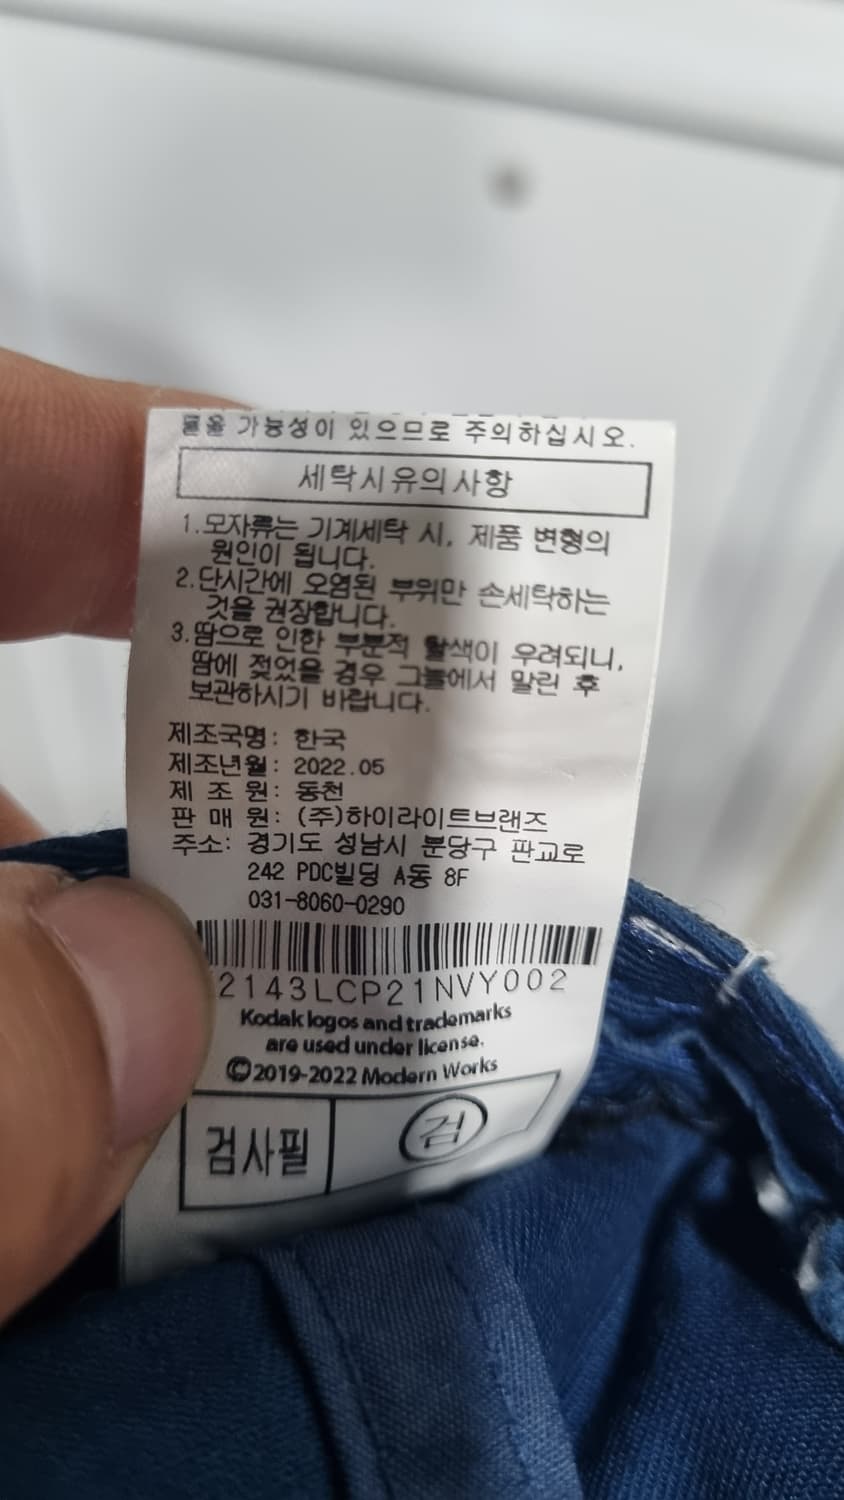 가능성이 있으므로 주의하십시오.
세탁시유의사항
1.모자류는 기계세탁 시, 제품 변형의
원인이 됩니다.
2.단시간에 오염된 부위만 손세탁하는
것을 권장합니다.
3.땀으로 인한 부분적 탈색이 우려되니,
땀에 젖었을 경우 그늘에서 말린 후
보관하시기 바랍니다.
제조국명: 한국
제조년월: 2022.05
제 조 원: 동천
판 매 원: (주)하이라이트브랜즈
주소: 경기도 성남시 분당구 판교로
242 PDC빌딩 A동 8F
031-8060-0290
2143LCP21NVY002
Kodak logos and trademarks
are used under license.
©2019-2022 Modern Works
검사필 검